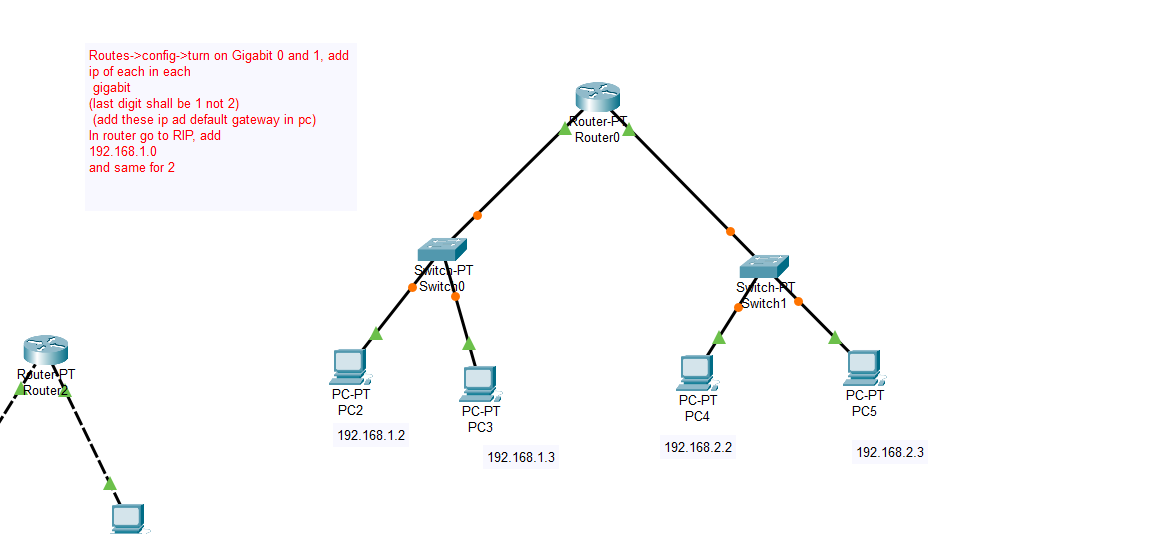 Routes->config->turn on Gigabit 0 and 1, add
ip of each in each
gigabit
(last digit shall be 1 not 2)
(add these ip ad default gateway in pc)
In router go to RIP, add
192.168.1.0
and same for 2
Router-PT
Router0
Switch-PT
Switch0
Switch-PT
Switch1
Router-PT
Router2
PC-PT
PC2
PC-PT
PC3
PC-PT
PC4
PC-PT
PC5
192.168.1.2
192.168.1.3
192.168.2.2
192.168.2.3